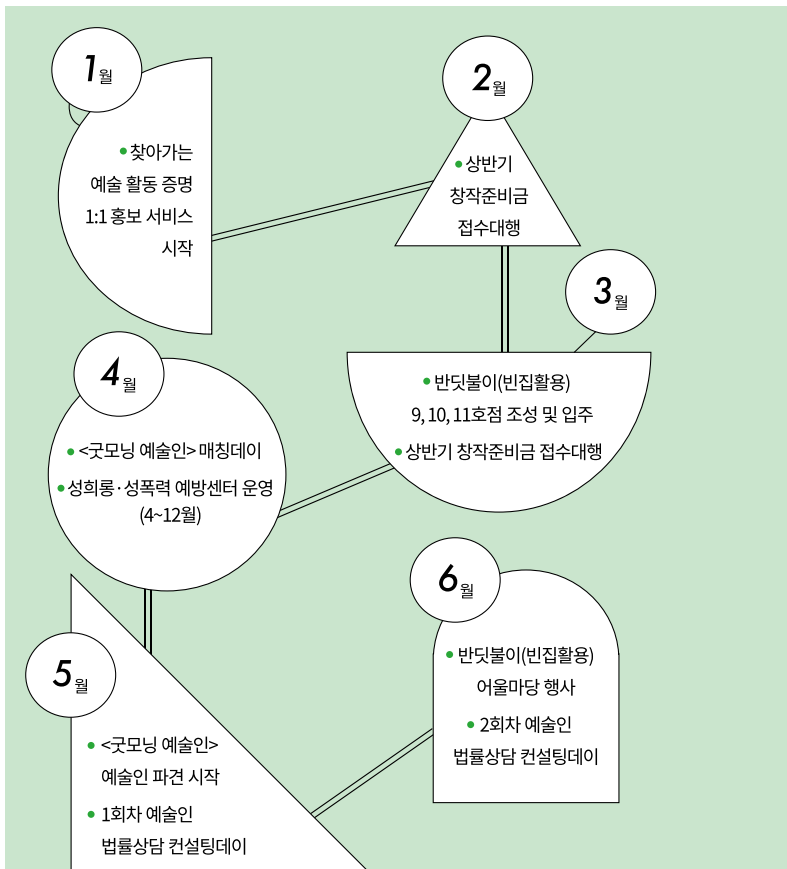 1월
• 찾아가는
예술 활동 증명
1:1 홍보 서비스
시작
2월
• 상반기
창작준비금
접수대행
3월
• 반딧불이(빈집활용)
9, 10, 11호점 조성 및 입주
• 상반기 창작준비금 접수대행
4월
• <굿모닝 예술인> 매칭데이
• 성희롱·성폭력 예방센터 운영
(4~12월)
5월
• <굿모닝 예술인>
예술인 파견 시작
• 1회차 예술인
법률상담 컨설팅데이
6월
• 반딧불이(빈집활용)
어울마당 행사
• 2회차 예술인
법률상담 컨설팅데이